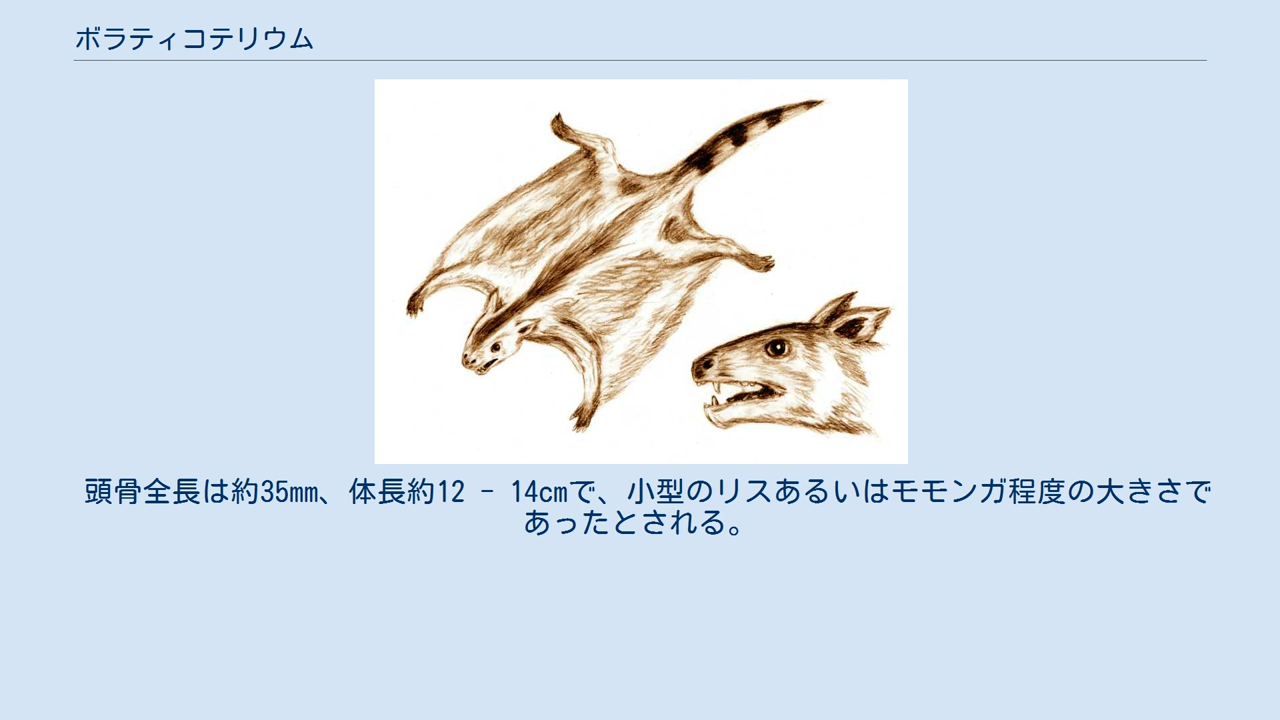 ボラティコテリウム
頭骨全長は約35mm、体長約12 - 14cmで、小型のリスあるいはモモンガ程度の大きさで
あったとされる。